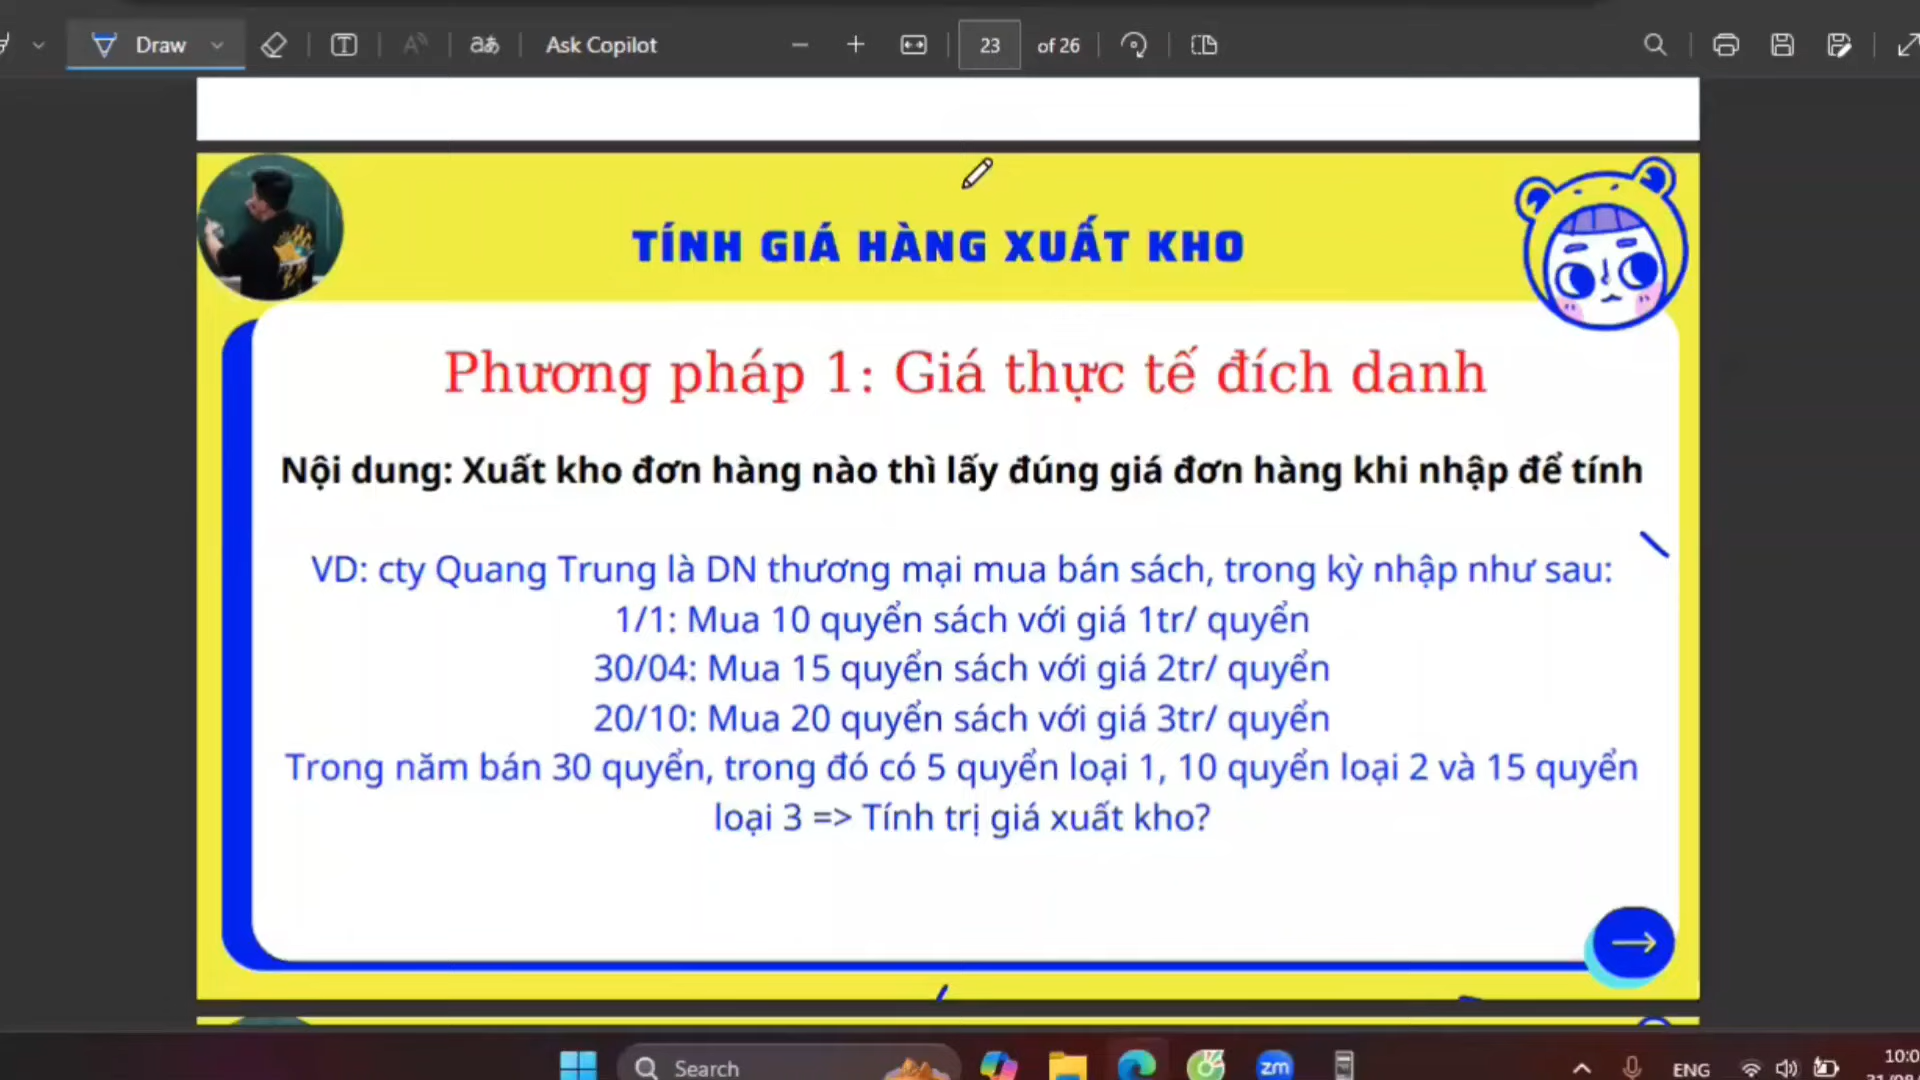 Draw
Ask Copilot
23 of 26
TÍNH GIÁ HÀNG XUẤT KHO
Phương pháp 1: Giá thực tế đích danh
Nội dung: Xuất kho đơn hàng nào thì lấy đúng giá đơn hàng khi nhập để tính
VD: cty Quang Trung là DN thương mại mua bán sách, trong kỳ nhập như sau:
1/1: Mua 10 quyển sách với giá 1tr/ quyển
30/04: Mua 15 quyển sách với giá 2tr/ quyển
20/10: Mua 20 quyển sách với giá 3tr/ quyển
Trong năm bán 30 quyển, trong đó có 5 quyển loại 1, 10 quyển loại 2 và 15 quyển
loại 3 => Tính trị giá xuất kho?
Search
zm
ENG